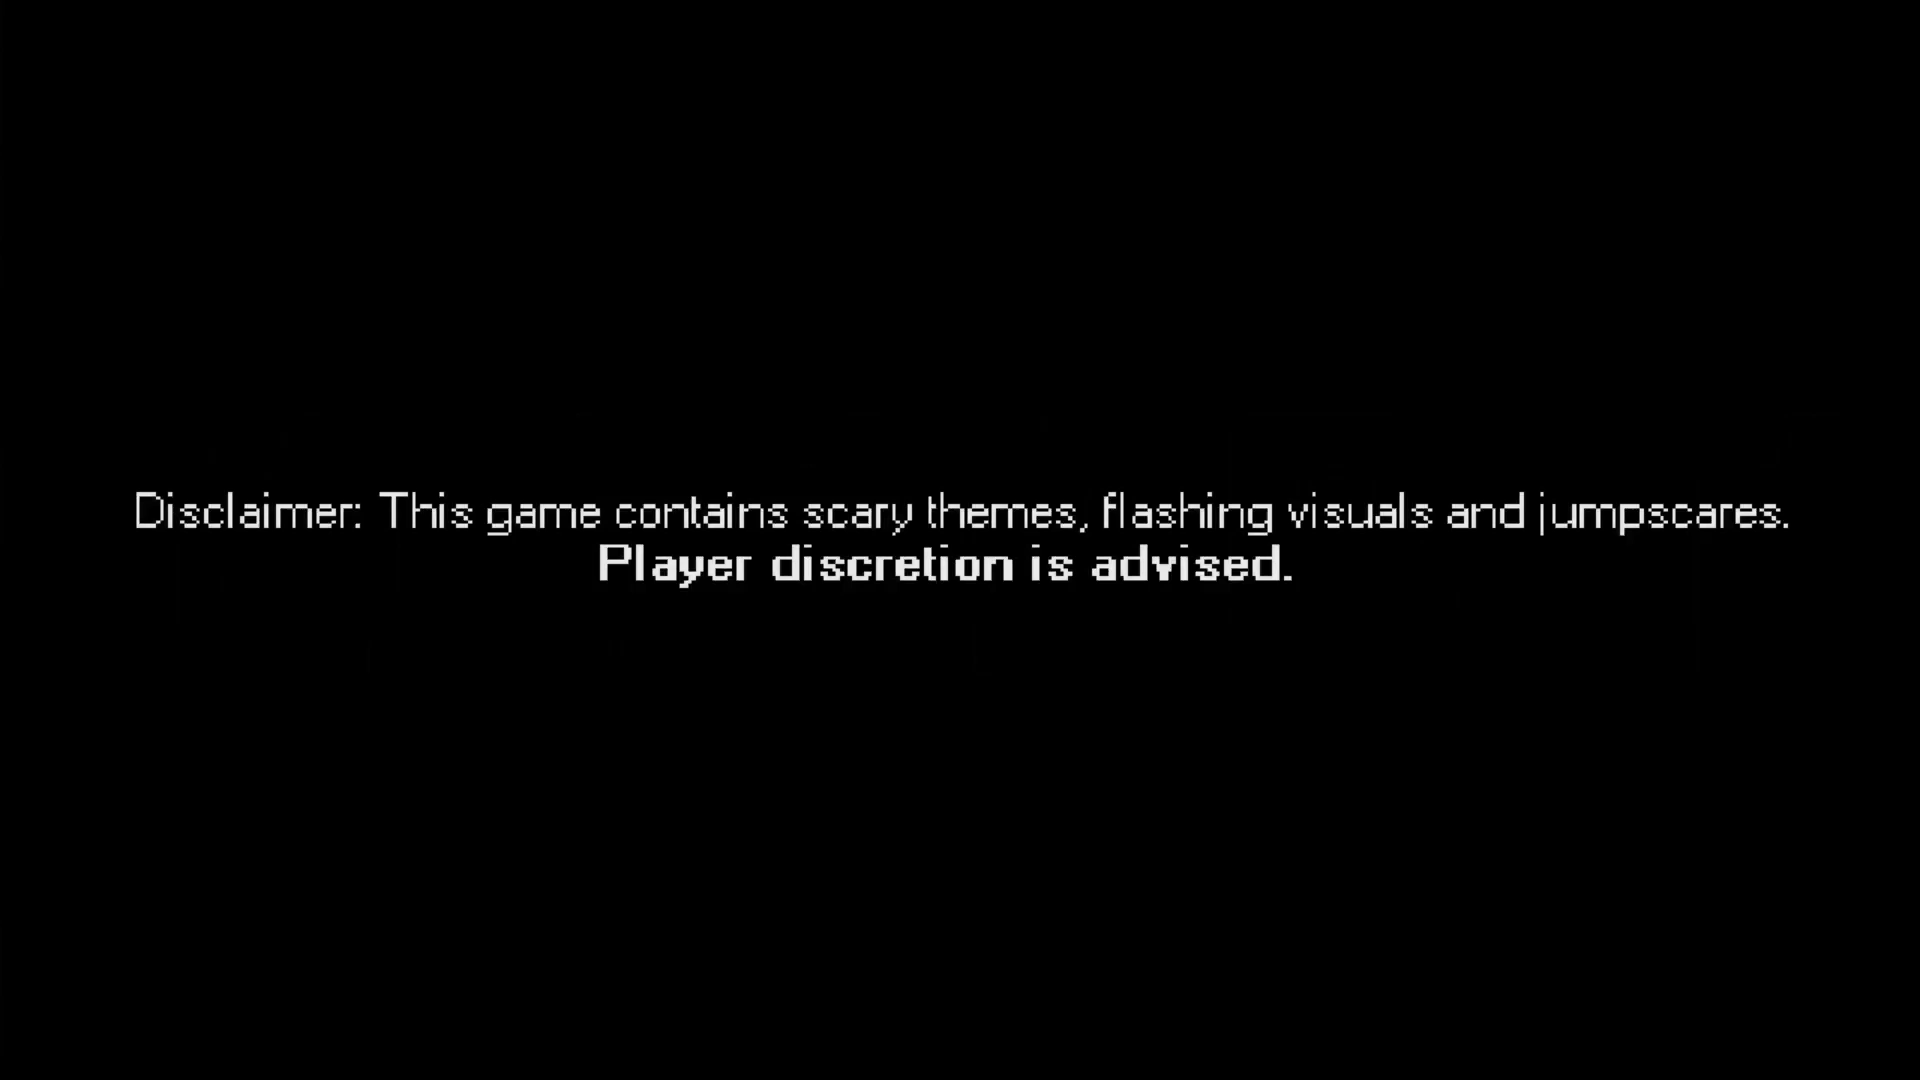 Disclaimer: This game contains scary themes, flashing visuals and jumpscares.
Player discretion is advised.